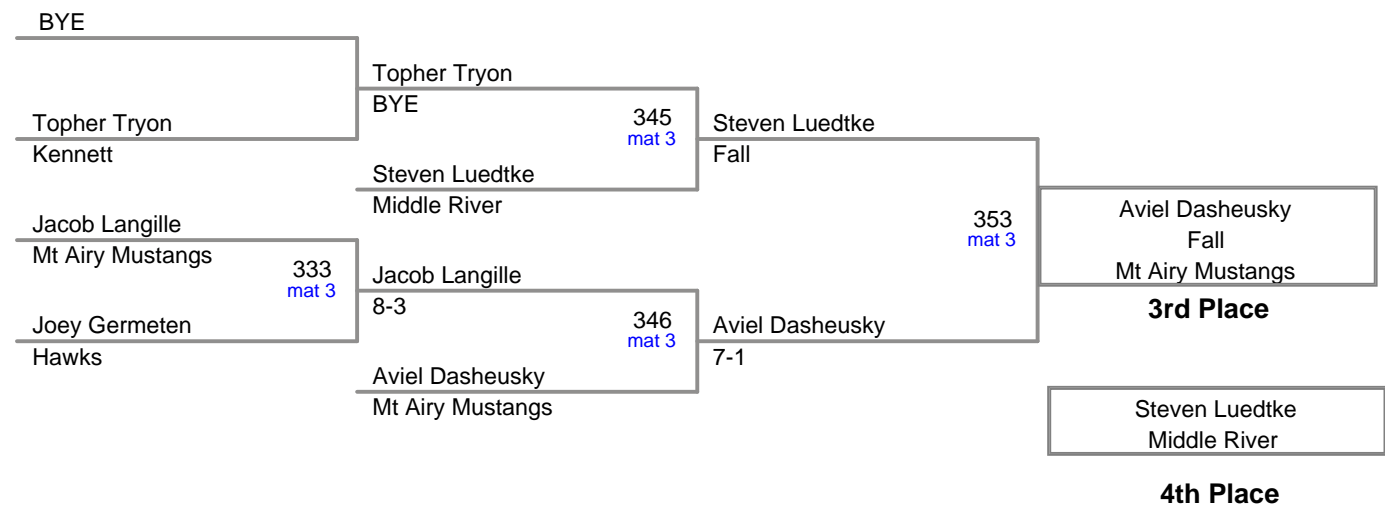 BYE
Topher Tryon
Kennett
Jacob Langille
Mt Airy Mustangs
333
mat 3
Joey Germeten
Hawks
Topher Tryon
BYE
345
mat 3
Steven Luedtke
Middle River
Jacob Langille
8-3
346
mat 3
Aviel Dasheusky
Mt Airy Mustangs
Steven Luedtke
Fall
353
mat 3
Aviel Dasheusky
7-1
Aviel Dasheusky
Fall
Mt Airy Mustangs
3rd Place
Steven Luedtke
Middle River
4th Place